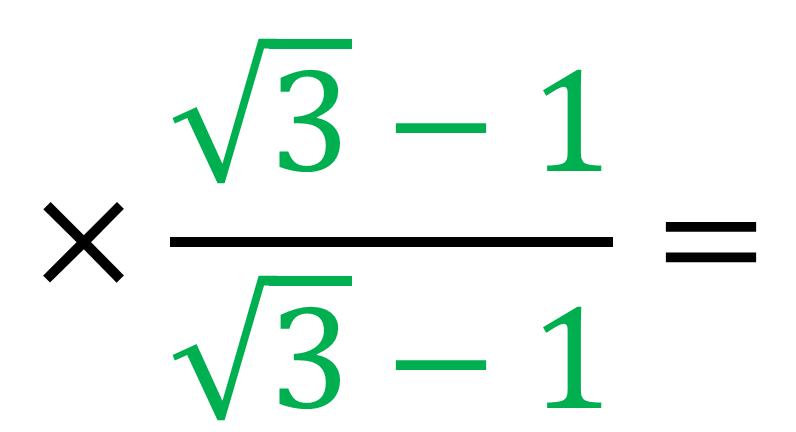 √3 − 1
× ─── =
√3 − 1